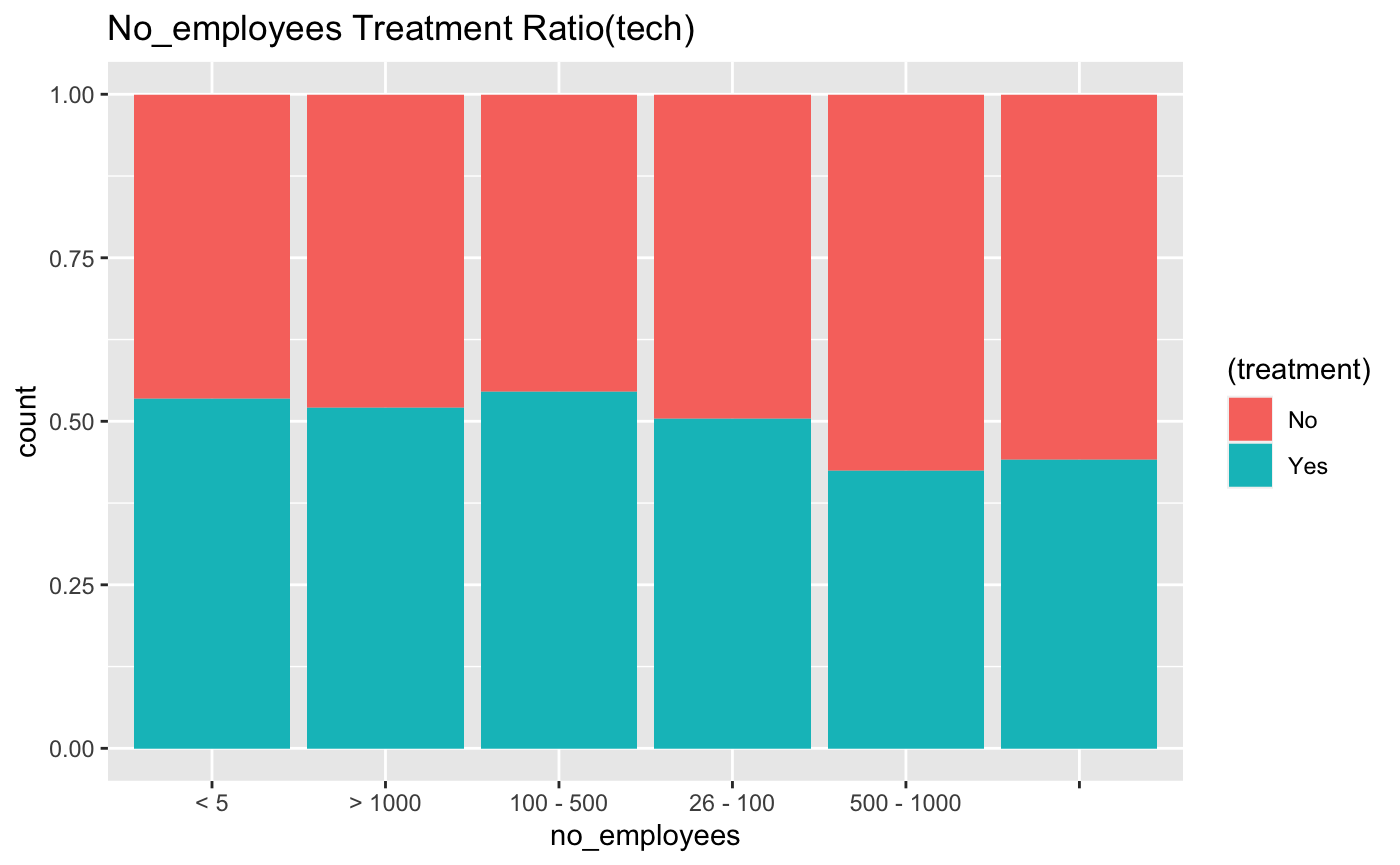 No_employees Treatment Ratio(tech)
1.00
0.75
0.50
0.25
0.00
count
< 5 > 1000 100 - 500 26 - 100 500 - 1000
no_employees
(treatment)
No
Yes